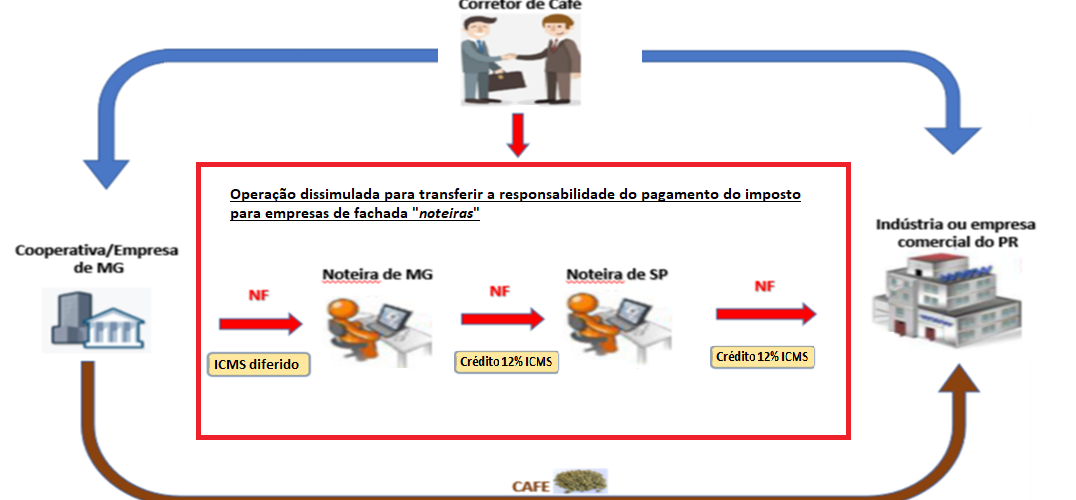 Corretor de Café
Operação dissimulada para transferir a responsabilidade do pagamento do imposto
para empresas de fachada "noteiras"
Cooperativa/Empresa
de MG
Indústria ou empresa
comercial do PR
Noteira de MG
Noteira de SP
NF
NF
NF
ICMS diferido
Crédito 12% ICMS
Crédito 12% ICMS
CAFE